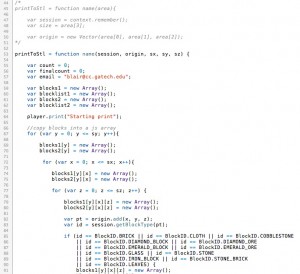 /*
printToStl = function name(area){
var session = context.remember();
var size = area[3];
var origin = new Vector(area[0], area[1], area[2]);
*/
printToStl = function name(session, origin, sx, sy, sz) {
var count = 0;
var finalcount = 0;
var email = "blair@cc.gatech.edu";
var blocks1 = new Array();
var blocklist1 = new Array();
var blocks2 = new Array();
var blocklist2 = new Array();
player.print("Starting print");
//copy blocks into a js array
for (var y = 0; y <= sy; y++){
blocks1[y] = new Array();
blocks2[y] = new Array();
for (var x = 0; x <= sx; x++){
blocks1[y][x] = new Array();
blocks2[y][x] = new Array();
for (var z = 0; z <= sz; z++) {
blocks1[y][x][z] = new Array();
blocks2[y][x][z] = new Array();
var pt = origin.add(x, y, z);
var id = session.getBlockType(pt);
if (id == BlockID.BRICK || id == BlockID.CLOTH || id == BlockID.COBBLESTONE
|| id == BlockID.DIAMOND_BLOCK || id == BlockID.DIAMOND_ORE
|| id == BlockID.EMERALD_BLOCK || id == BlockID.EMERALD_ORE
|| id == BlockID.GLASS || id == BlockID.STONE
|| id == BlockID.IRON_BLOCK || id == BlockID.STONE_BRICK
|| id == BlockID.LEAVES) {
blocks1[y][x][z] = new Array();